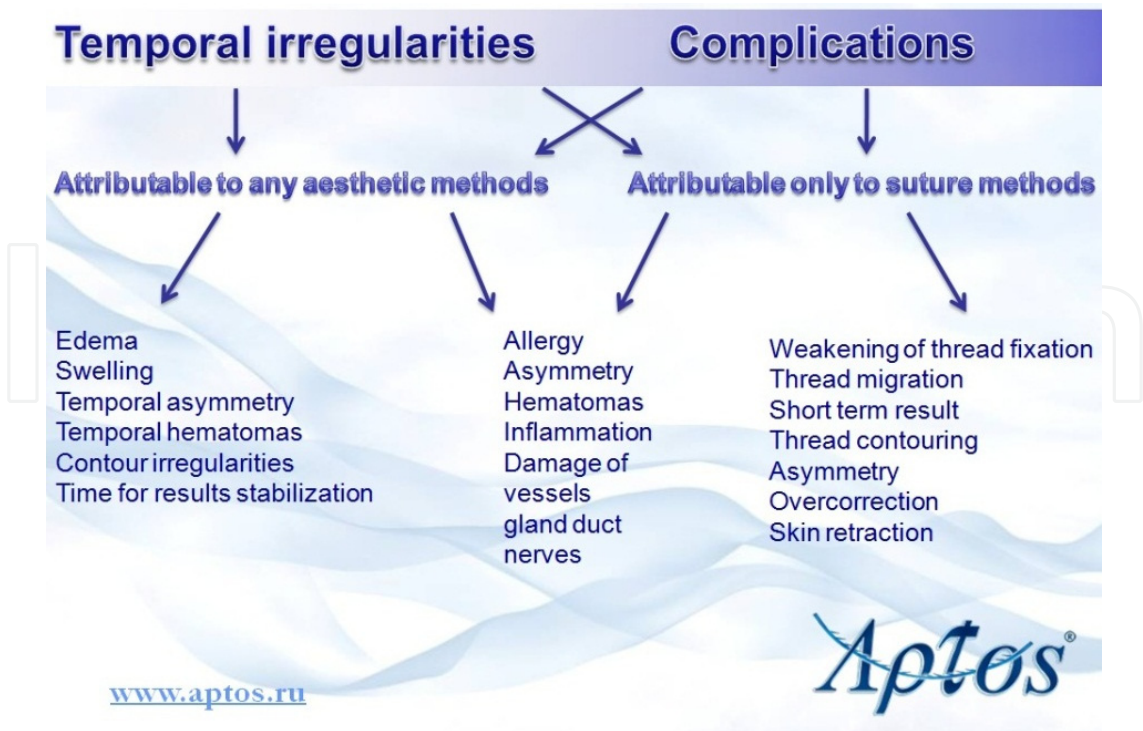 Temporal irregularities
Complications
Attributable to any aesthetic methods
Attributable only to suture methods
Edema
Swelling
Temporal asymmetry
Temporal hematomas
Contour irregularities
Time for results stabilization
Allergy
Asymmetry
Hematomas
Inflammation
Damage of
vessels
gland duct
nerves
Weakening of thread fixation
Thread migration
Short term result
Thread contouring
Asymmetry
Overcorrection
Skin retraction
www.aptos.ru
Aptos®